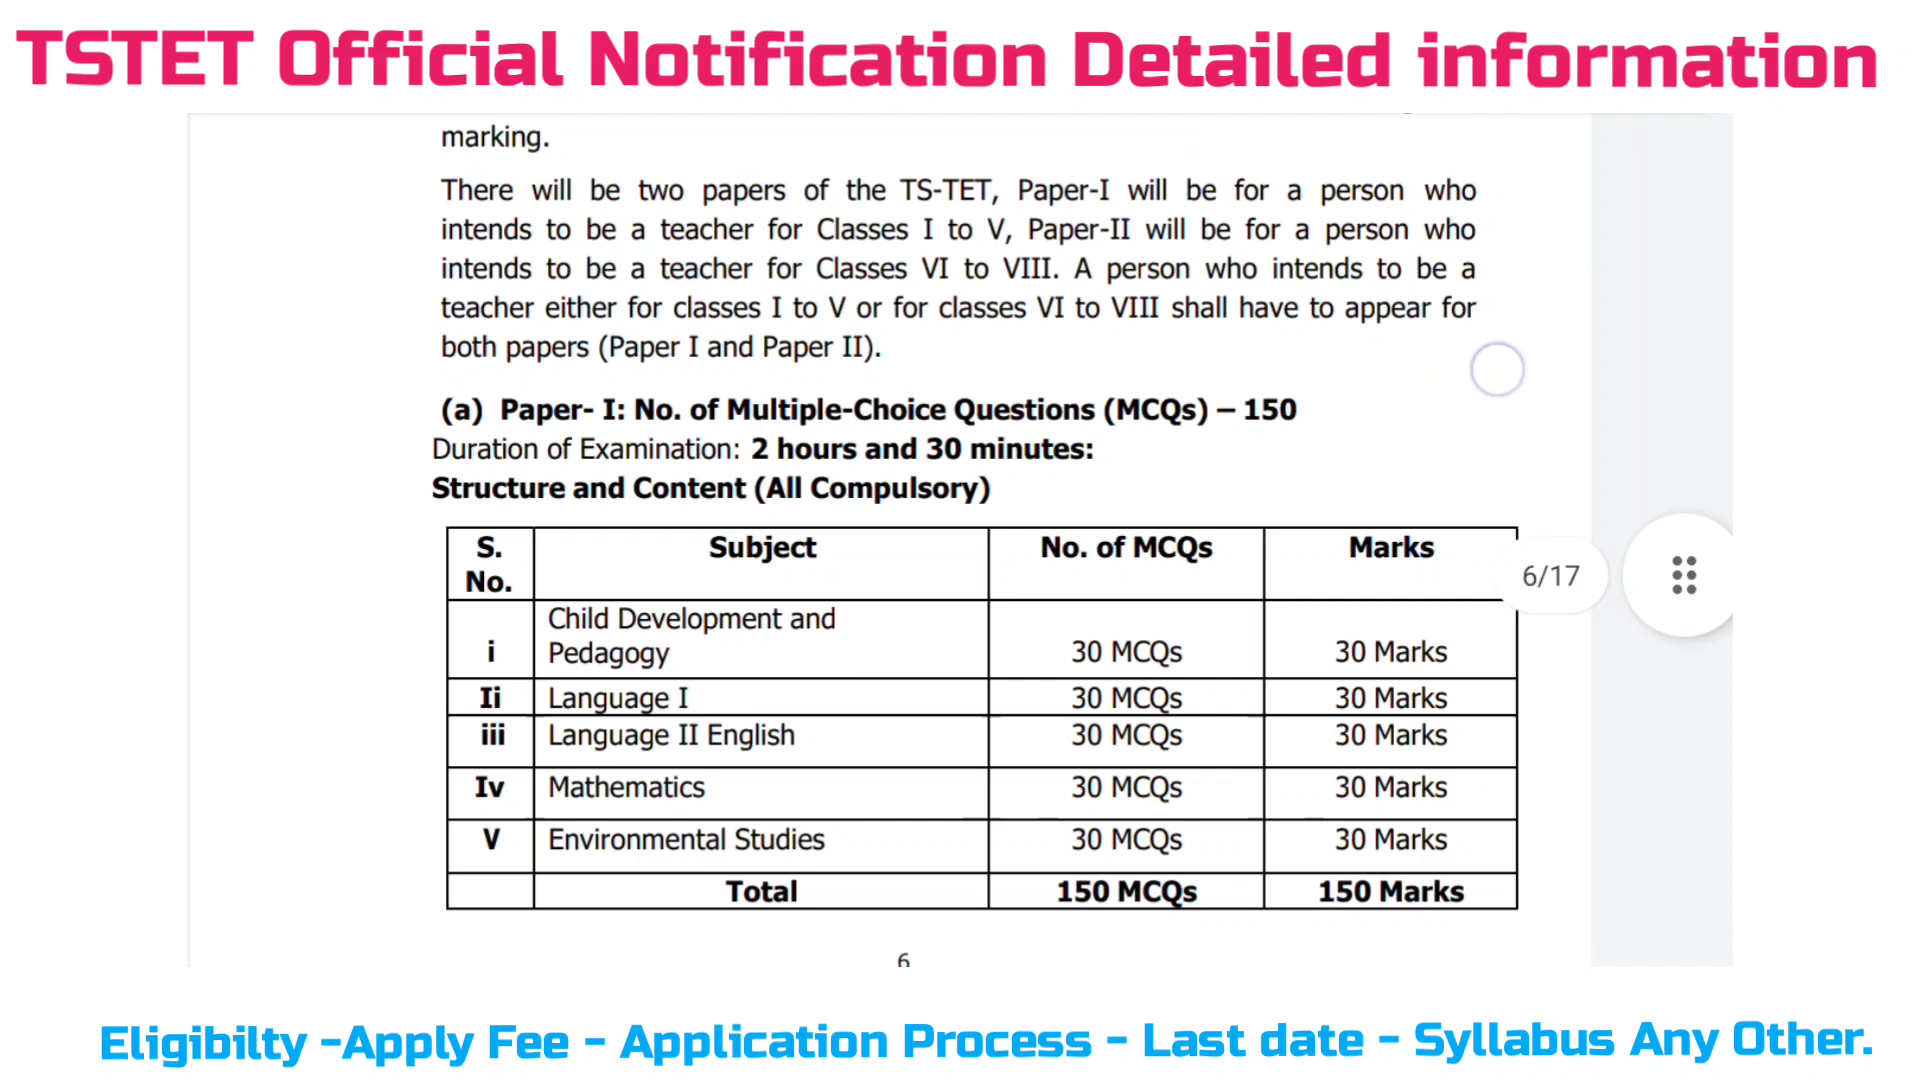 TSTET Official Notification Detailed information
marking.
There will be two papers of the TS-TET, Paper-I will be for a person who
intends to be a teacher for Classes I to V, Paper-II will be for a person who
intends to be a teacher for Classes VI to VIII. A person who intends to be a
teacher either for classes I to V or for classes VI to VIII shall have to appear for
both papers (Paper I and Paper II).
(a) Paper- I: No. of Multiple-Choice Questions (MCQs) – 150
Duration of Examination: 2 hours and 30 minutes:
Structure and Content (All Compulsory)
S. No. Subject No. of MCQs Marks
i Child Development and Pedagogy 30 MCQs 30 Marks
Ii Language I 30 MCQs 30 Marks
iii Language II English 30 MCQs 30 Marks
Iv Mathematics 30 MCQs 30 Marks
V Environmental Studies 30 MCQs 30 Marks
Total 150 MCQs 150 Marks
6/17
6
Eligibilty -Apply Fee - Application Process - Last date - Syllabus Any Other.